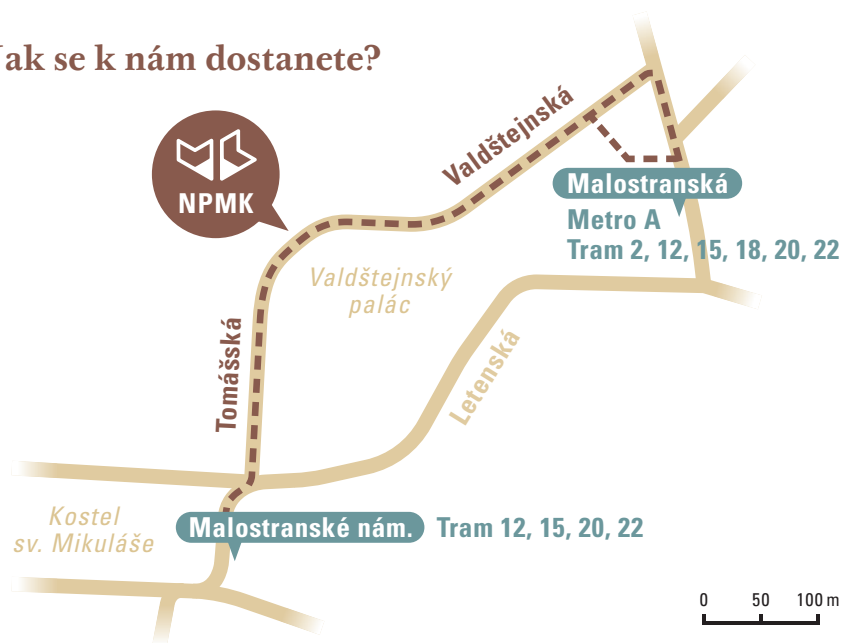 Jak se k nám dostanete?
NPMK
Valdštejnská
Malostranská
Metro A
Tram 2, 12, 15, 18, 20, 22
Valdštejnský
palác
Tomášská
Letenská
Kostel
sv. Mikuláše
Malostranské nám.
Tram 12, 15, 20, 22
0 50 100 m